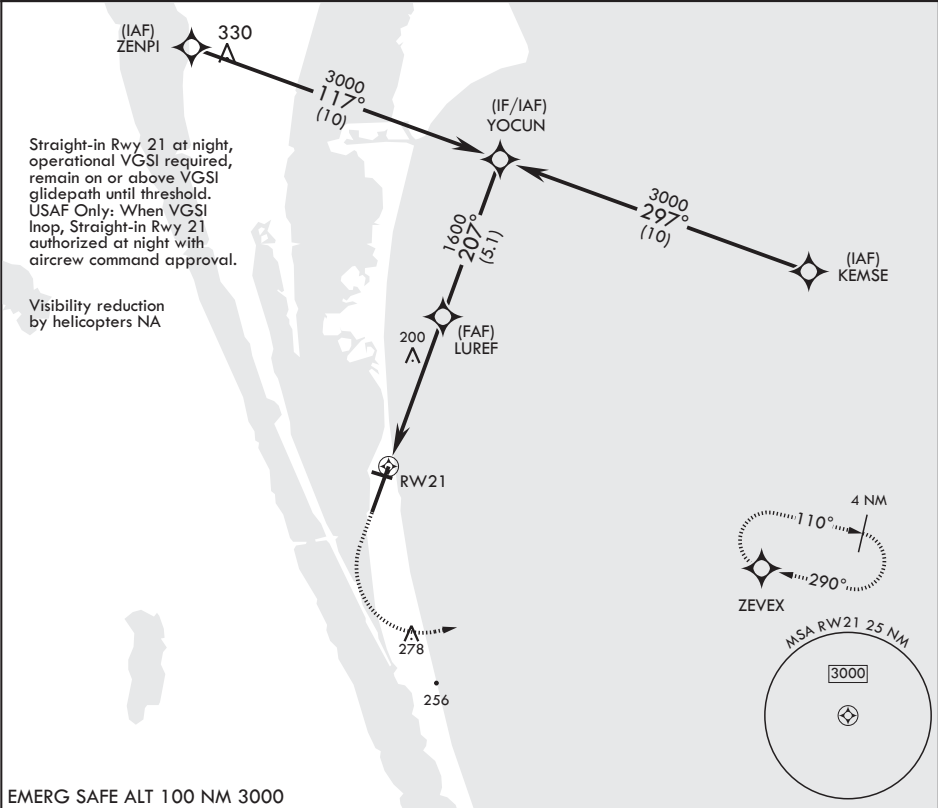 (IAF)
ZENPI
330
3000
117°
(10)
(IF/IAF)
YOCUN
Straight-in Rwy 21 at night,
operational VGSI required,
remain on or above VGSI
glidepath until threshold.
USAF Only: When VGSI
Inop, Straight-in Rwy 21
authorized at night with
aircrew command approval.
Visibility reduction
by helicopters NA
3000
297°
(10)
(IAF)
KEMSE
1600
207°
(5.1)
(FAF)
LUREF
200
RW21
4 NM
110°
290°
ZEVEX
278
256
MSA RW21 25 NM
3000
EMERG SAFE ALT 100 NM 3000